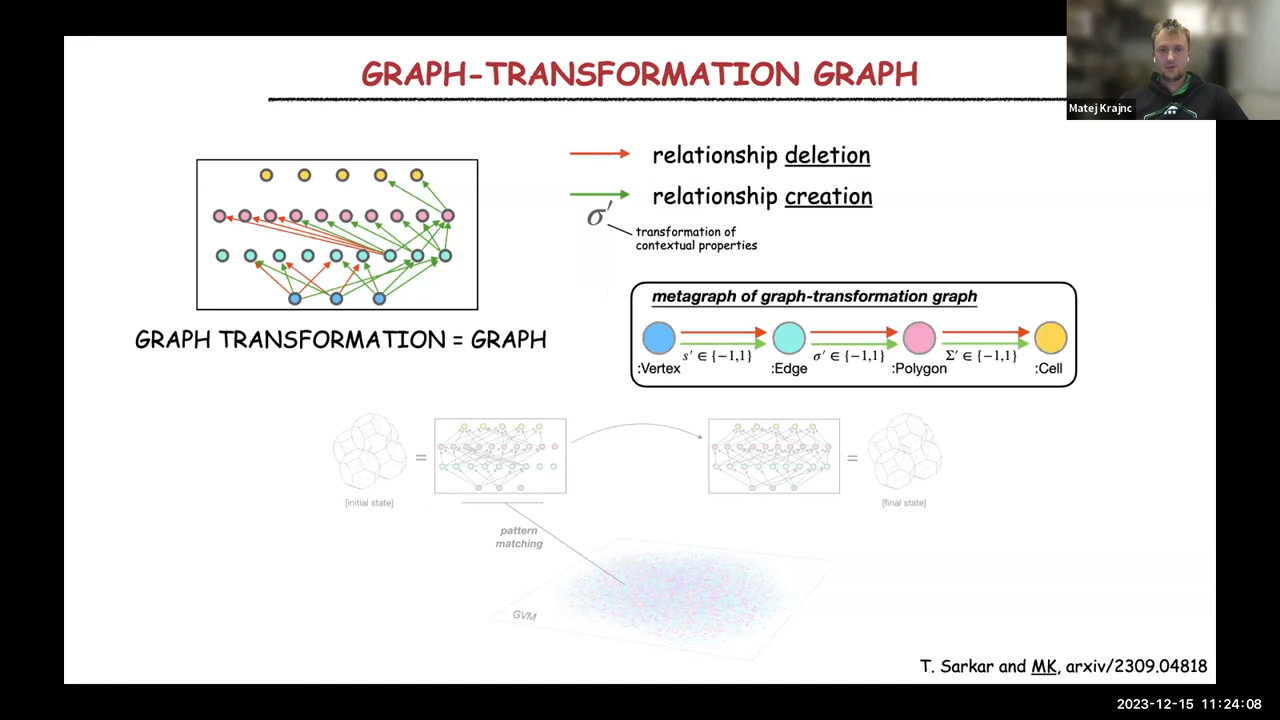 GRAPH-TRANSFORMATION GRAPH
Matej Krajnc
relationship deletion
relationship creation
σ′
transformation of
contextual properties
GRAPH TRANSFORMATION = GRAPH
metagraph of graph-transformation graph
s′ ∈ {−1,1} σ′ ∈ {−1,1} Σ′ ∈ {−1,1}
:Vertex :Edge :Polygon :Cell
= =
[initial state] [final state]
pattern
matching
GVM
T. Sarkar and MK, arxiv/2309.04818
2023-12-15 11:24:08